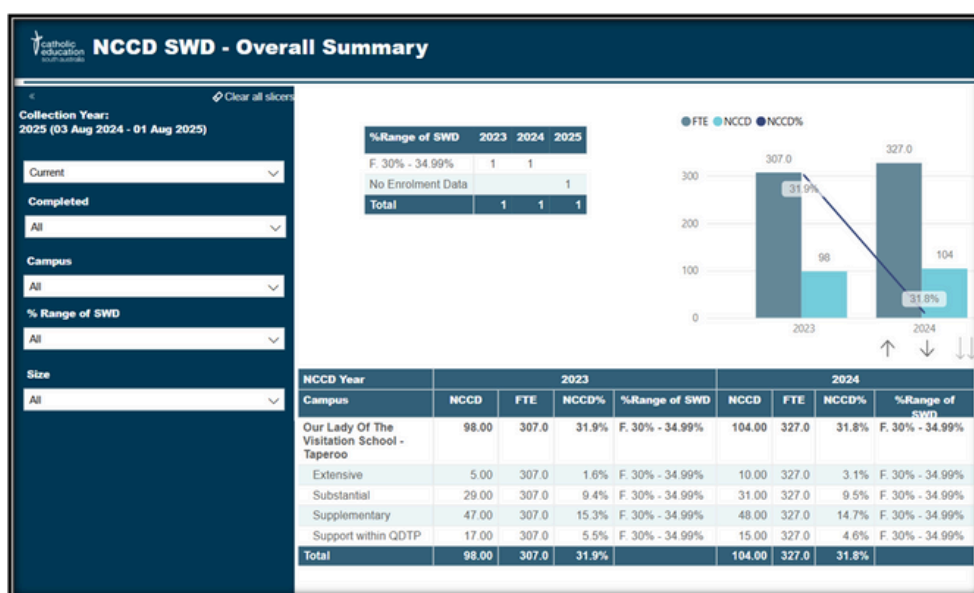 catholic
education
south australia
NCCD SWD - Overall Summary
«
Clear all slicers
Collection Year:
2025 (03 Aug 2024 - 01 Aug 2025)
Current
Completed
All
Campus
All
% Range of SWD
All
Size
All
%Range of SWD 2023 2024 2025
F. 30% - 34.99% 1 1
No Enrolment Data 1
Total 1 1 1
FTE NCCD NCCD%
300
200
100
0
307.0
31.9%
98
327.0
104
31.8%
2023 2024
NCCD Year 2023 2024
Campus NCCD FTE NCCD% %Range of SWD NCCD FTE NCCD% %Range of SWD
Our Lady Of The Visitation School - Taperoo 98.00 307.0 31.9% F. 30% - 34.99% 104.00 327.0 31.8% F. 30% - 34.99%
Extensive 5.00 307.0 1.6% F. 30% - 34.99% 10.00 327.0 3.1% F. 30% - 34.99%
Substantial 29.00 307.0 9.4% F. 30% - 34.99% 31.00 327.0 9.5% F. 30% - 34.99%
Supplementary 47.00 307.0 15.3% F. 30% - 34.99% 48.00 327.0 14.7% F. 30% - 34.99%
Support within QDTP 17.00 307.0 5.5% F. 30% - 34.99% 15.00 327.0 4.6% F. 30% - 34.99%
Total 98.00 307.0 31.9% 104.00 327.0 31.8%